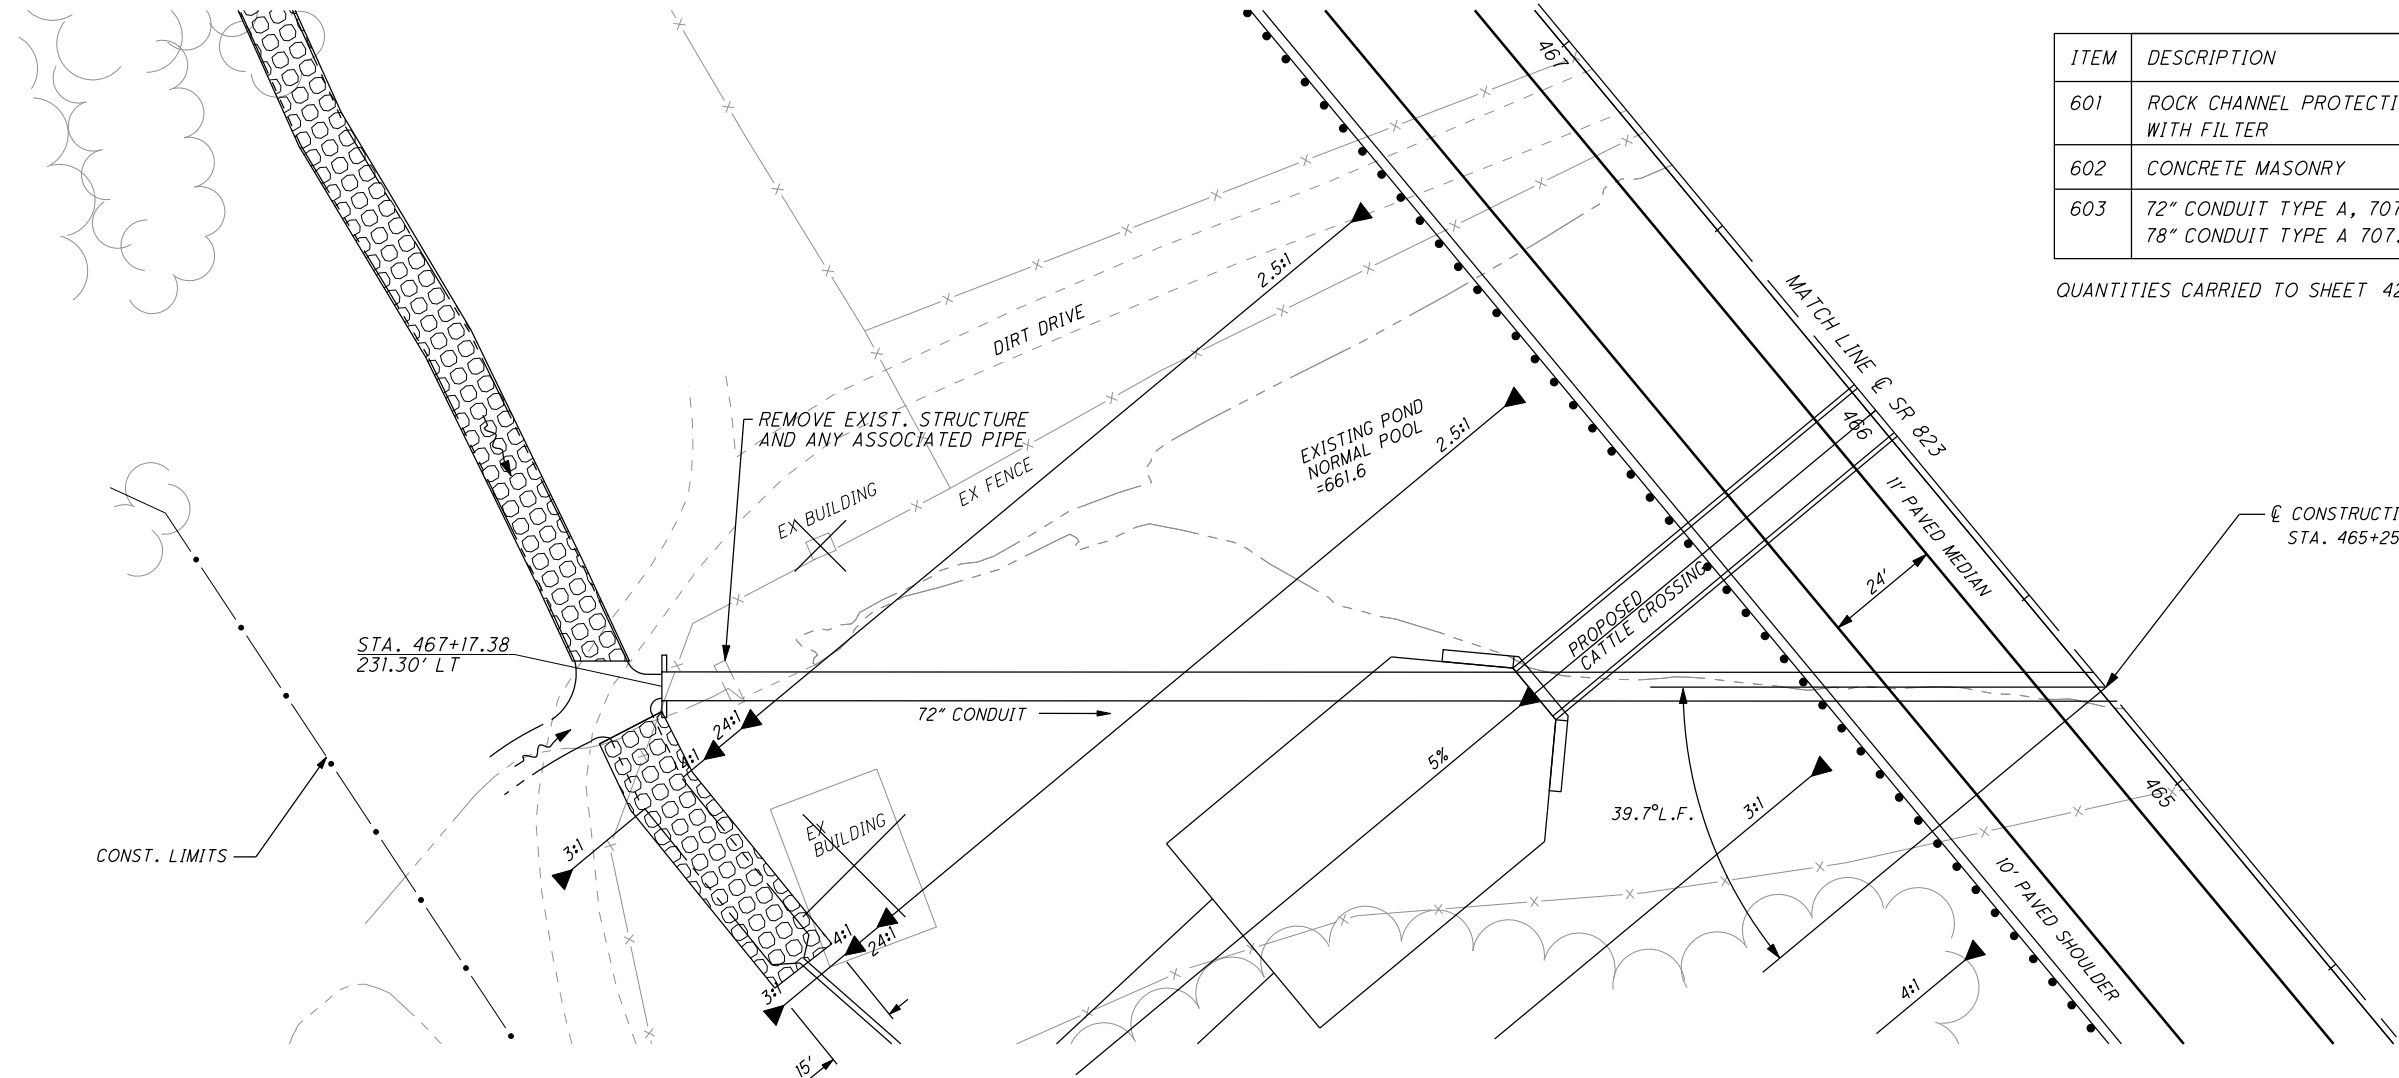 467
ITEM DESCRIPTION
601 ROCK CHANNEL PROTECTI
WITH FILTER
602 CONCRETE MASONRY
603 72" CONDUIT TYPE A, 707
78" CONDUIT TYPE A 707.
QUANTITIES CARRIED TO SHEET 42
2.5:1
DIRT DRIVE
MATCH LINE ℄ SR 823
REMOVE EXIST. STRUCTURE
AND ANY ASSOCIATED PIPE
EXISTING POND
NORMAL POOL
=661.6
2.5:1
466
EX BUILDING
EX FENCE
11' PAVED MEDIAN
℄ CONSTRUCTI
STA. 465+25
24'
PROPOSED
CATTLE CROSSING
STA. 467+17.38
231.30' LT
72" CONDUIT
24:1
4:1
5%
39.7°L.F.
3:1
465
EX
BUILDING
3:1
CONST. LIMITS
10' PAVED SHOULDER
4:1
24:1
3:1
4:1
15'